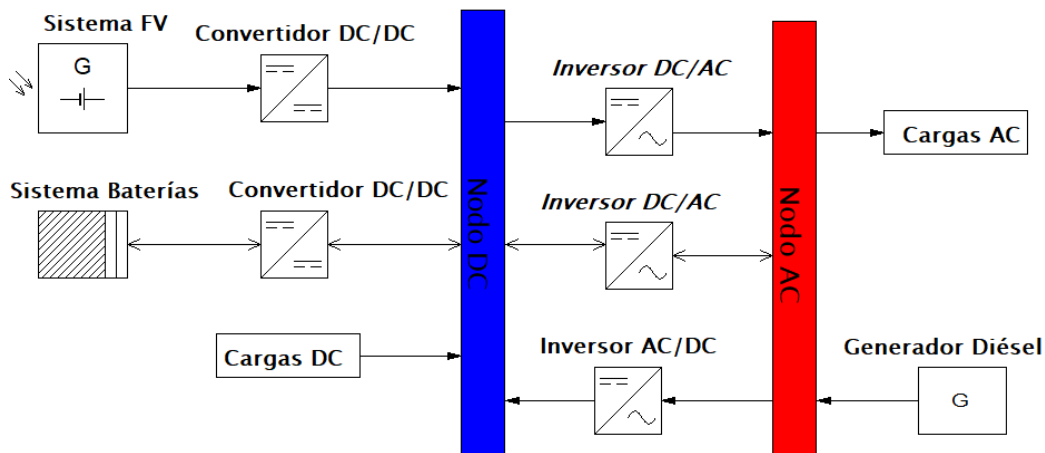 Sistema FV
G
Convertidor DC/DC
Inversor DC/AC
Cargas AC
Sistema Baterías
Convertidor DC/DC
Nodo DC
Inversor DC/AC
Nodo AC
Cargas DC
Inversor AC/DC
Generador Diésel
G